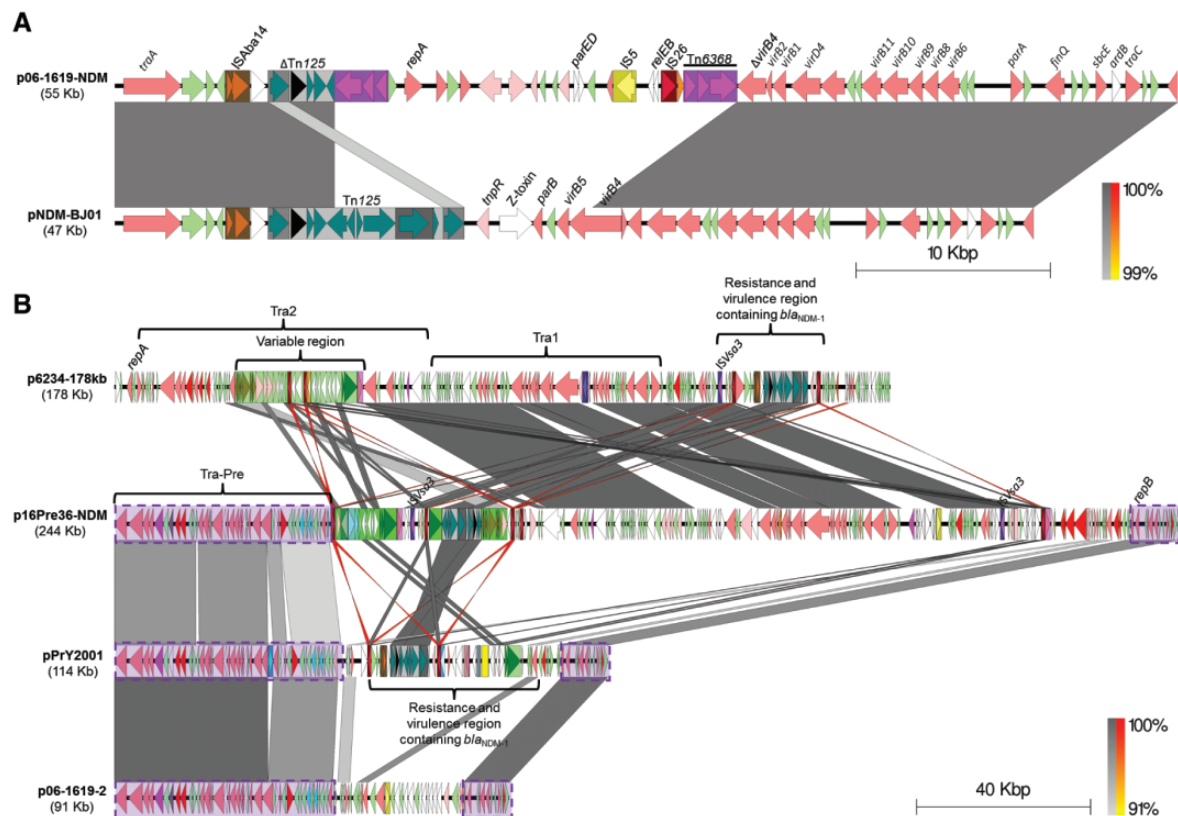 A
traA
ISAba14
ΔTn125
repA
parED
IS5
relEB
IS26
Tn6368
ΔvirB4
virB2
virB1
virD4
virB11
virB10
virB9
virB8
virB6
parA
finQ
sbcE
ardB
traC
p06-1619-NDM
(55 Kb)
Tn125
tnpR
Z-toxin
parB
virB5
virB4
pNDM-BJ01
(47 Kb)
10 Kbp
100%
99%
B
Resistance and
virulence region
containing blaNDM-1
Tra2
Variable region
Tra1
repA
ISVsa3
p6234-178kb
(178 Kb)
Tra-Pre
ISVsa3
ISVsa3
repB
p16Pre36-NDM
(244 Kb)
pPrY2001
(114 Kb)
Resistance and
virulence region
containing blaNDM-1
p06-1619-2
(91 Kb)
40 Kbp
100%
91%